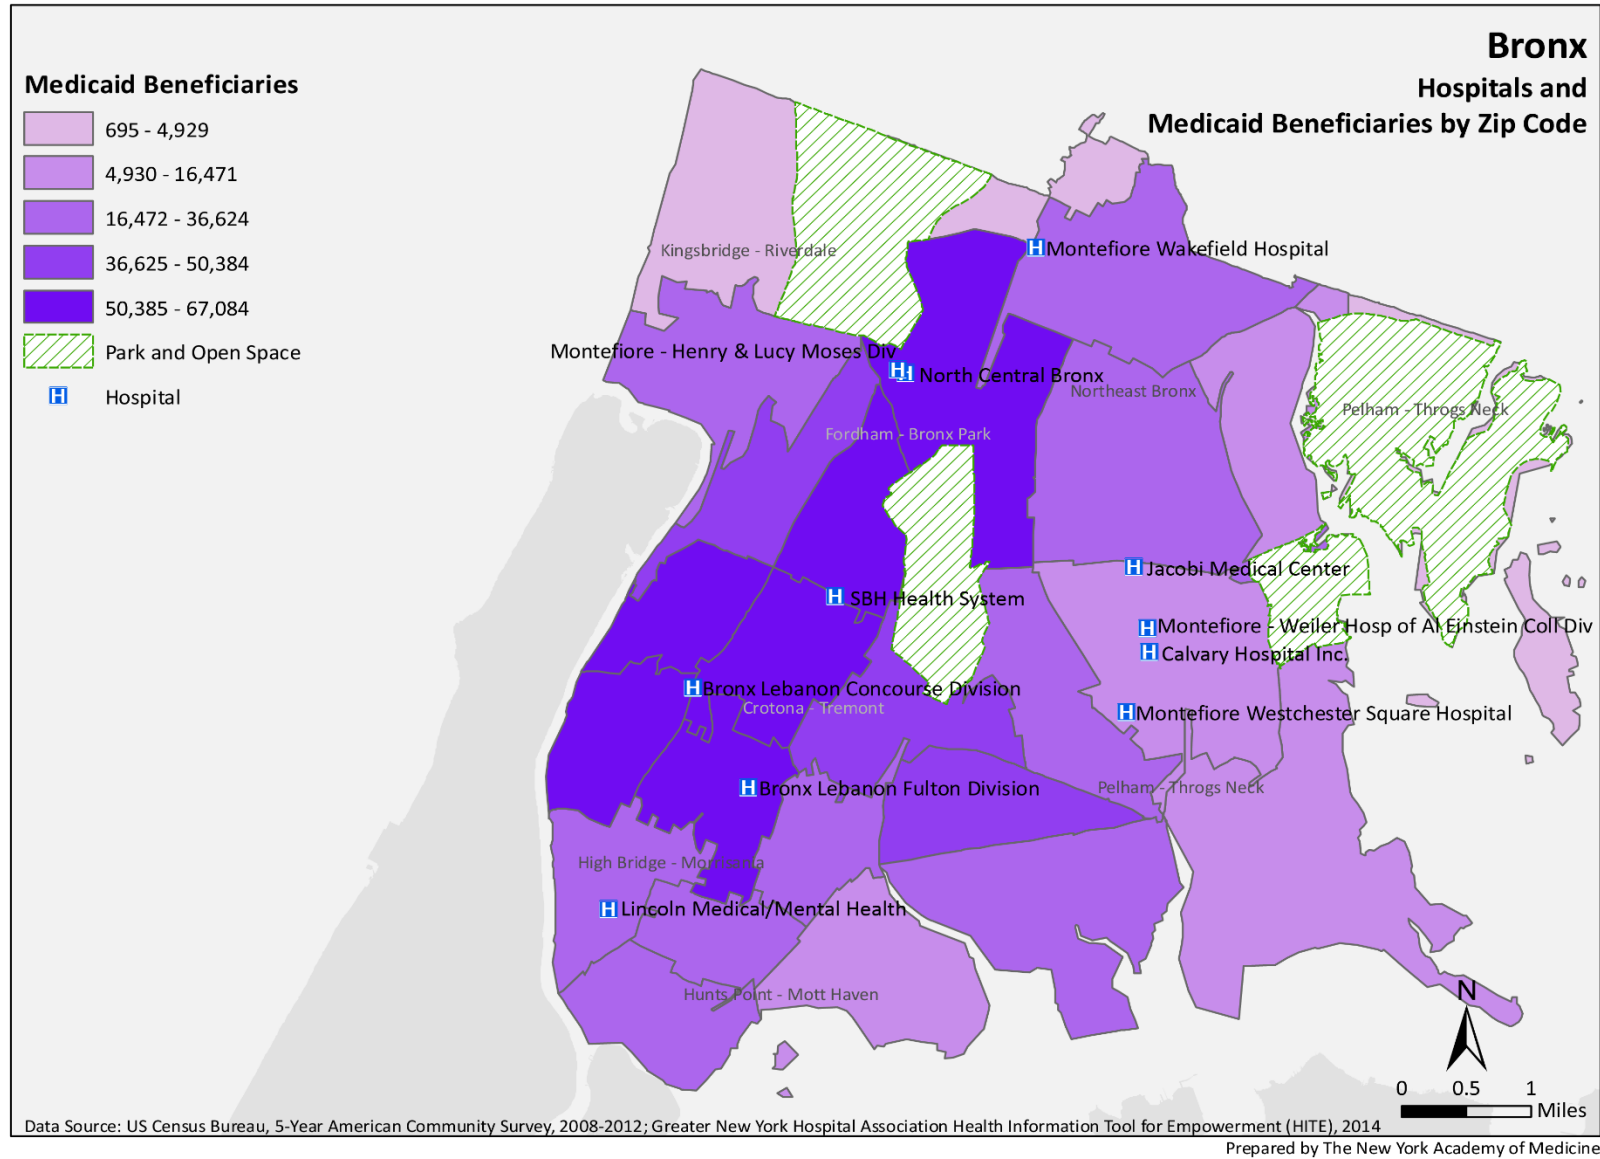 Bronx
Hospitals and
Medicaid Beneficiaries by Zip Code
Medicaid Beneficiaries
695 - 4,929
4,930 - 16,471
16,472 - 36,624
36,625 - 50,384
50,385 - 67,084
Park and Open Space
H Hospital
Kingsbridge - Riverdale
H Montefiore Wakefield Hospital
Montefiore - Henry & Lucy Moses Div
H
H North Central Bronx
Northeast Bronx
Pelham - Throgs Neck
Fordham - Bronx Park
H Jacobi Medical Center
H SBH Health System
H Montefiore - Weiler Hosp of Al Einstein Coll Div
H Calvary Hospital Inc.
H Bronx Lebanon Concourse Division
Crotona - Tremont
H Montefiore Westchester Square Hospital
H Bronx Lebanon Fulton Division
Pelham - Throgs Neck
High Bridge - Morrisania
H Lincoln Medical/Mental Health
Hunts Point - Mott Haven
N
0 0.5 1
Miles
Data Source: US Census Bureau, 5-Year American Community Survey, 2008-2012; Greater New York Hospital Association Health Information Tool for Empowerment (HITE), 2014
Prepared by The New York Academy of Medicine